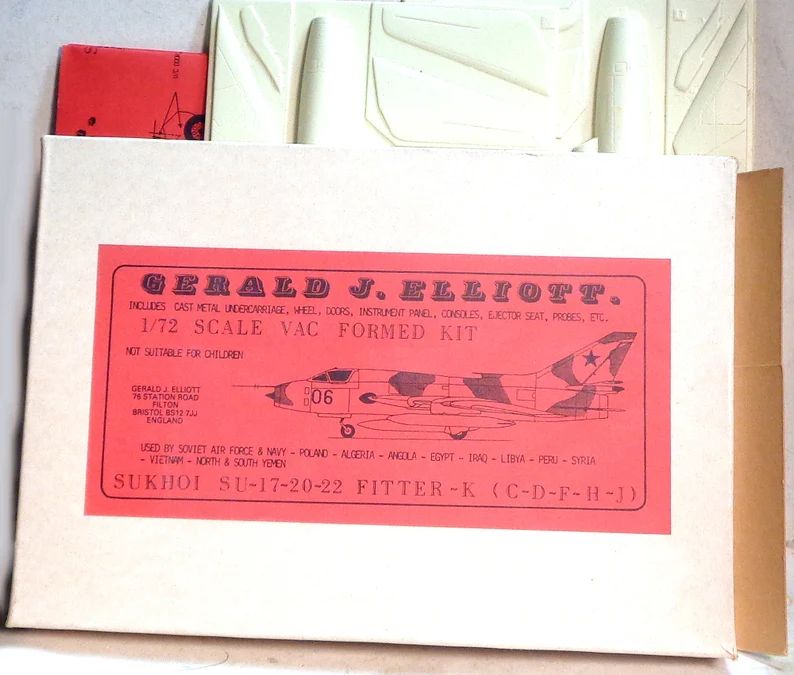 GERALD J. ELLIOTT.
INCLUDES CAST METAL UNDERCARRIAGE, WHEEL, DOORS, INSTRUMENT PANEL, CONSOLES, EJECTOR SEAT, PROBES, ETC.
1/72 SCALE VAC FORMED KIT
NOT SUITABLE FOR CHILDREN
06
GERALD J. ELLIOTT
76 STATION ROAD
FILTON
BRISTOL BS12 7JJ
ENGLAND
USED BY SOVIET AIR FORCE & NAVY - POLAND - ALGERIA - ANGOLA - EGYPT - IRAQ - LIBYA - PERU - SYRIA
- VIETNAM - NORTH & SOUTH YEMEN
SUKHOI SU-17-20-22 FITTER-K (C-D-F-H-J)